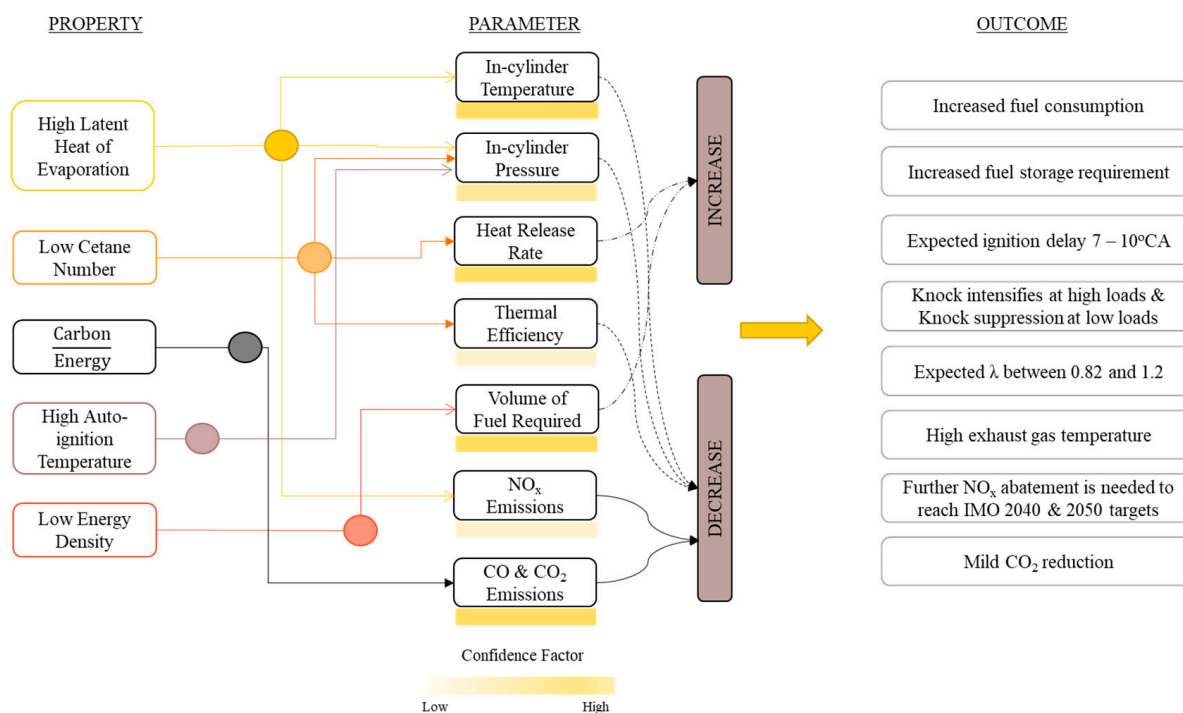 PROPERTY
High Latent
Heat of
Evaporation
Low Cetane
Number
Carbon
Energy
High Auto-
ignition
Temperature
Low Energy
Density
PARAMETER
In-cylinder
Temperature
In-cylinder
Pressure
Heat Release
Rate
Thermal
Efficiency
Volume of
Fuel Required
NOₓ
Emissions
CO & CO₂
Emissions
Confidence Factor
Low
High
INCREASE
DECREASE
OUTCOME
Increased fuel consumption
Increased fuel storage requirement
Expected ignition delay 7 – 10ᵒCA
Knock intensifies at high loads &
Knock suppression at low loads
Expected λ between 0.82 and 1.2
High exhaust gas temperature
Further NOₓ abatement is needed to
reach IMO 2040 & 2050 targets
Mild CO₂ reduction